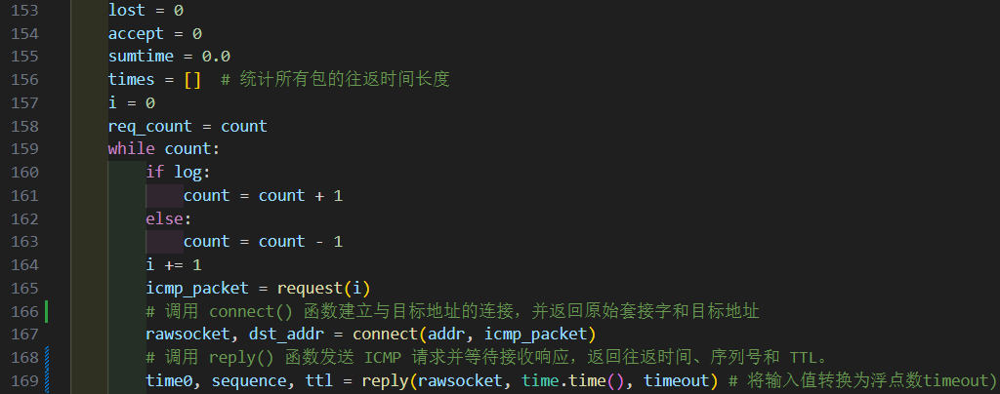 153 lost = 0
154 accept = 0
155 sumtime = 0.0
156 times = []  # 统计所有包的往返时间长度
157 i = 0
158 req_count = count
159 while count:
160     if log:
161         count = count + 1
162     else:
163         count = count - 1
164     i += 1
165     icmp_packet = request(i)
166     # 调用 connect() 函数建立与目标地址的连接，并返回原始套接字和目标地址
167     rawsocket, dst_addr = connect(addr, icmp_packet)
168     # 调用 reply() 函数发送 ICMP 请求并等待接收响应，返回往返时间、序列号和 TTL。
169     time0, sequence, ttl = reply(rawsocket, time.time(), timeout) # 将输入值转换为浮点数timeout)